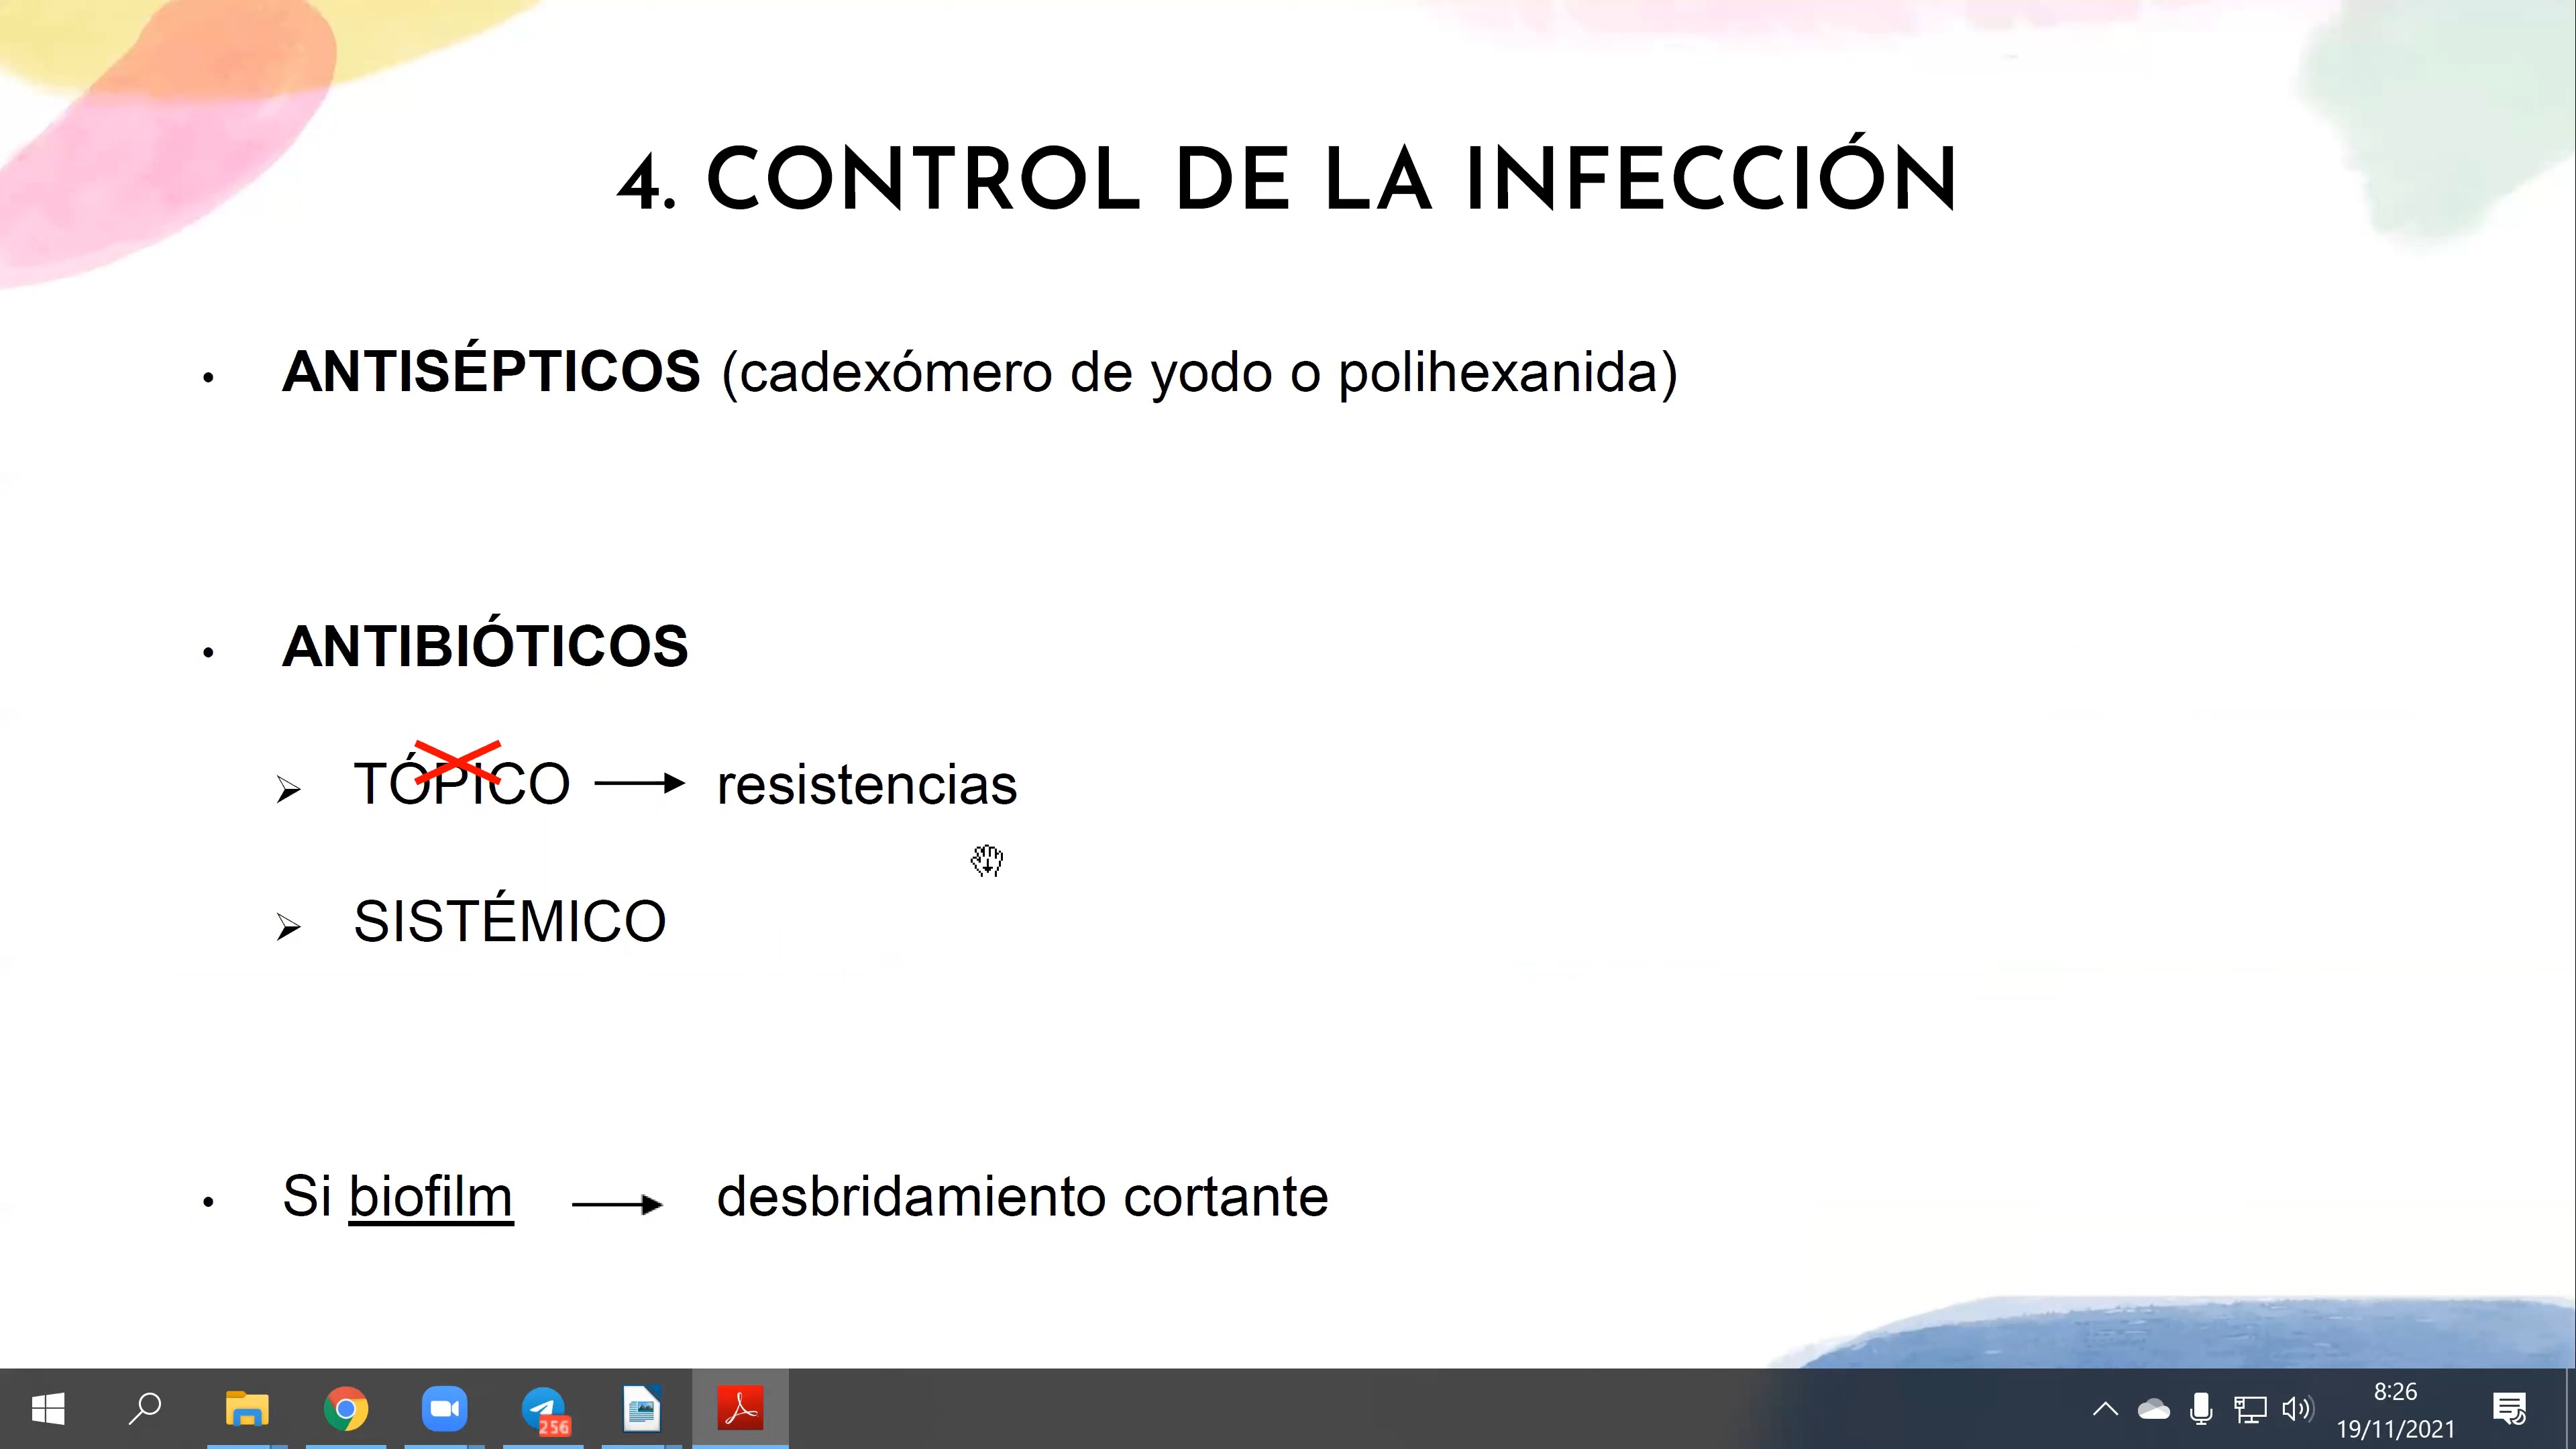 4. CONTROL DE LA INFECCIÓN
• ANTISÉPTICOS (cadexómero de yodo o polihexanida)
• ANTIBIÓTICOS
➢ TÓPICO → resistencias
➢ SISTÉMICO
• Si biofilm → desbridamiento cortante
256
8:26
19/11/2021